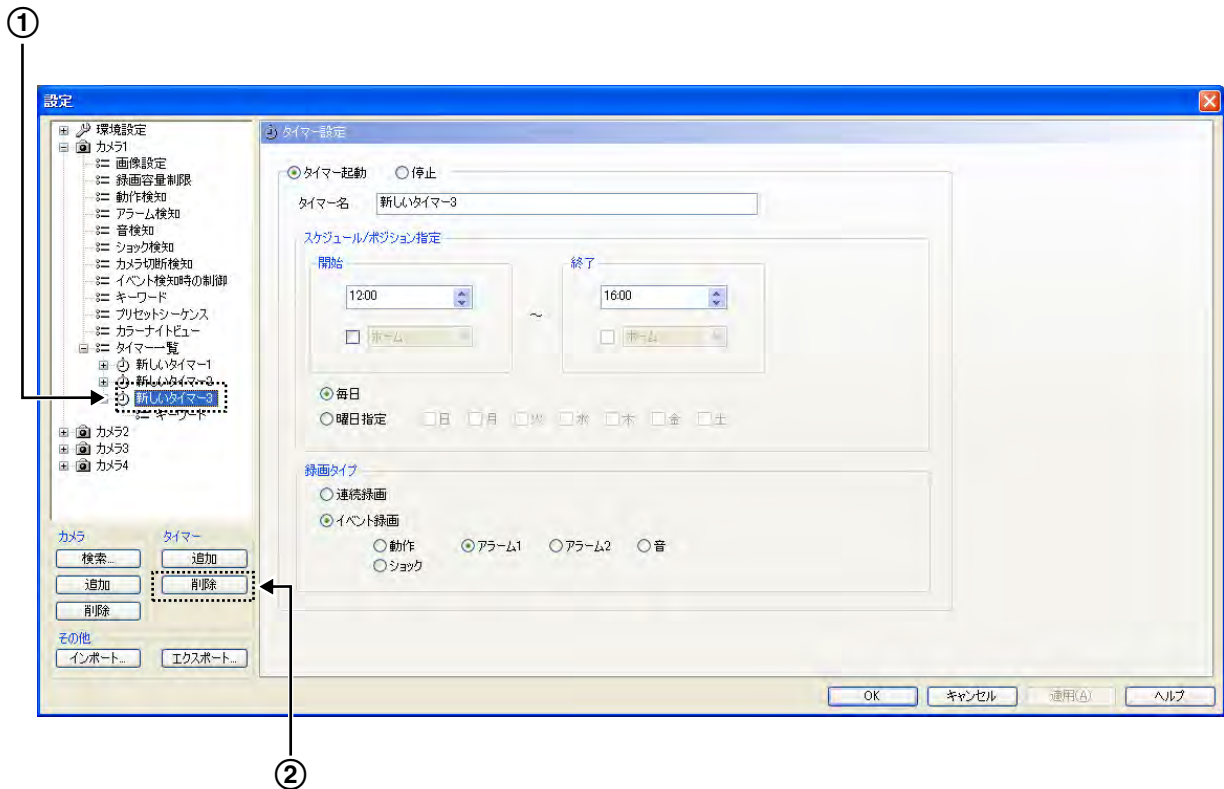 ①
設定
環境設定
カメラ1
画像設定
録画容量制限
動作検知
アラーム検知
音検知
ショック検知
カメラ切断検知
イベント検知時の制御
キーワード
プリセットシーケンス
カラーナイトビュー
タイマー一覧
新しいタイマー1
新しいタイマー2
新しいタイマー3
キーワード
カメラ2
カメラ3
カメラ4
カメラ タイマー
検索... 追加
追加 削除
削除
その他
インポート... エクスポート...
タイマー設定
タイマー起動 停止
タイマー名 新しいタイマー3
スケジュール/ポジション指定
開始 終了
12:00 ～ 16:00
ホーム ホーム
毎日
曜日指定 日 月 火 水 木 金 土
録画タイプ
連続録画
イベント録画
動作 アラーム1 アラーム2 音
ショック
OK キャンセル 適用(A) ヘルプ
②